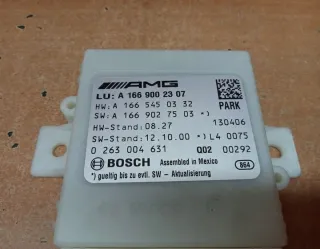 AMG
LU: A 166 900 23 07
HW: A 166 545 03 32 PARK
SW: A 166 902 75 03 *)
HW-Stand: 08.27 130406
SW-Stand: 12.10.00 *) L4 0075
0 263 004 631 Q02 00292
BOSCH Assembled in Mexico 864
*) gueltig bis zu evtl. SW - Aktualisierung